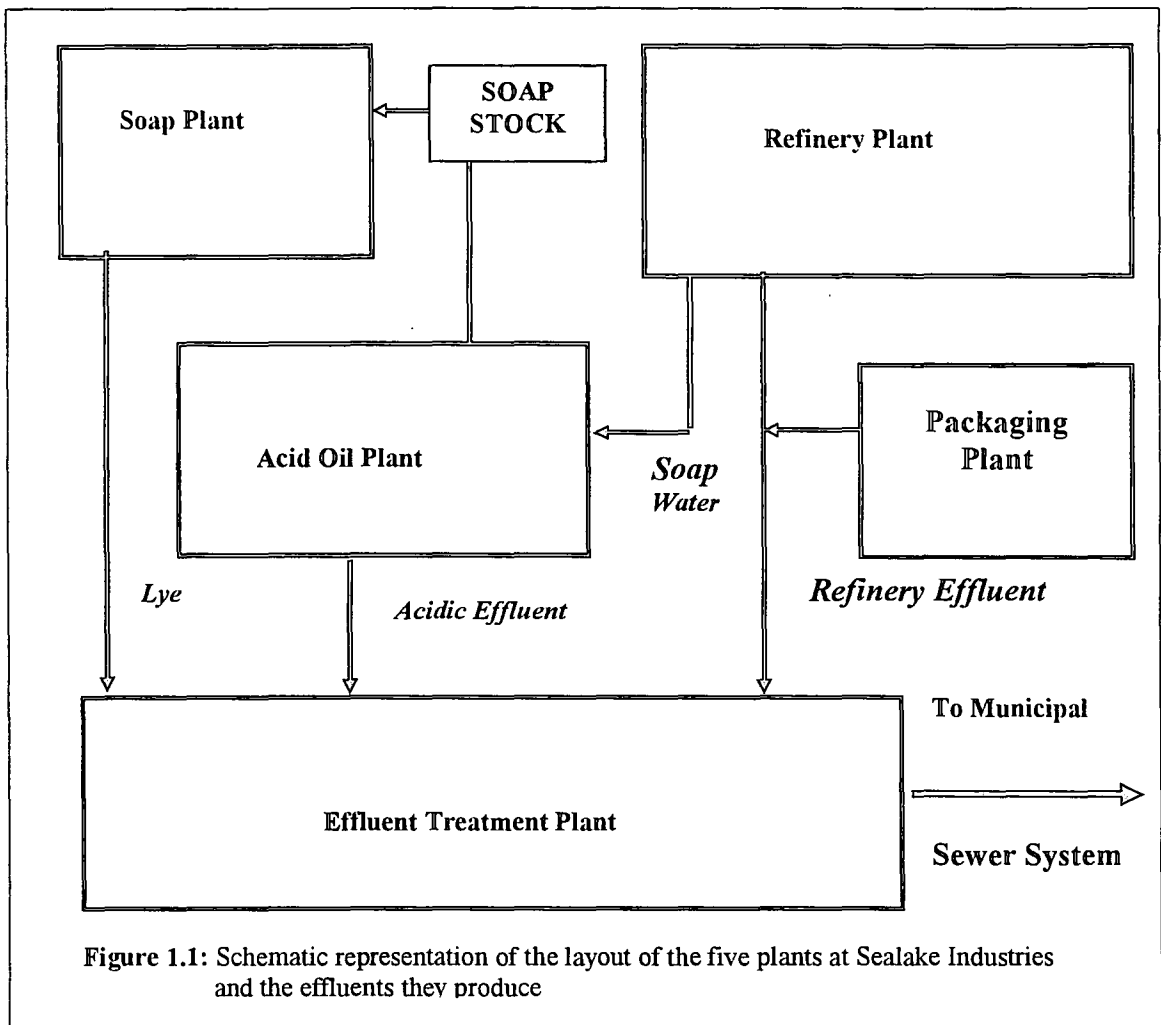 Soap Plant
SOAP
STOCK
Refinery Plant
Acid Oil Plant
Soap
Water
Packaging
Plant
Lye
Acidic Effluent
Refinery Effluent
To Municipal
Effluent Treatment Plant
Sewer System
Figure 1.1: Schematic representation of the layout of the five plants at Sealake Industries
and the effluents they produce